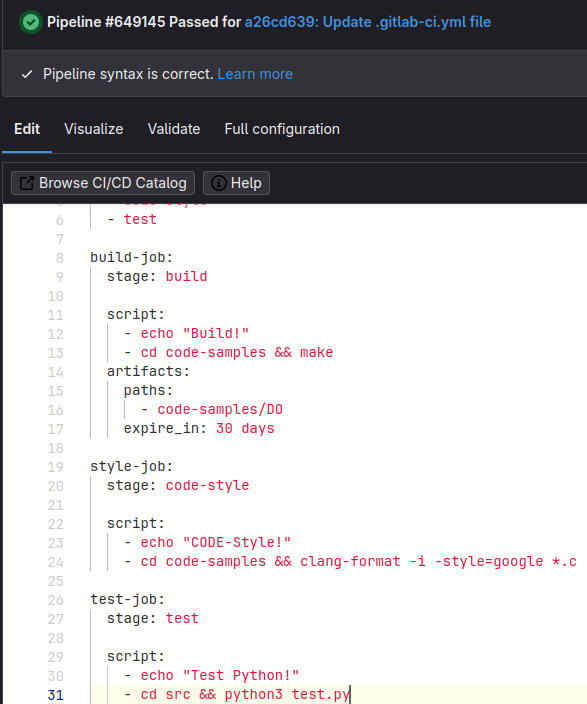 Pipeline #649145 Passed for a26cd639: Update .gitlab-ci.yml file
Pipeline syntax is correct. Learn more
Edit Visualize Validate Full configuration
Browse CI/CD Catalog Help
6 - test
7
8 build-job:
9 stage: build
10
11 script:
12 - echo "Build!"
13 - cd code-samples && make
14 artifacts:
15 paths:
16 - code-samples/DO
17 expire_in: 30 days
18
19 style-job:
20 stage: code-style
21
22 script:
23 - echo "CODE-Style!"
24 - cd code-samples && clang-format -i -style=google *.c
25
26 test-job:
27 stage: test
28
29 script:
30 - echo "Test Python!"
31 - cd src && python3 test.py